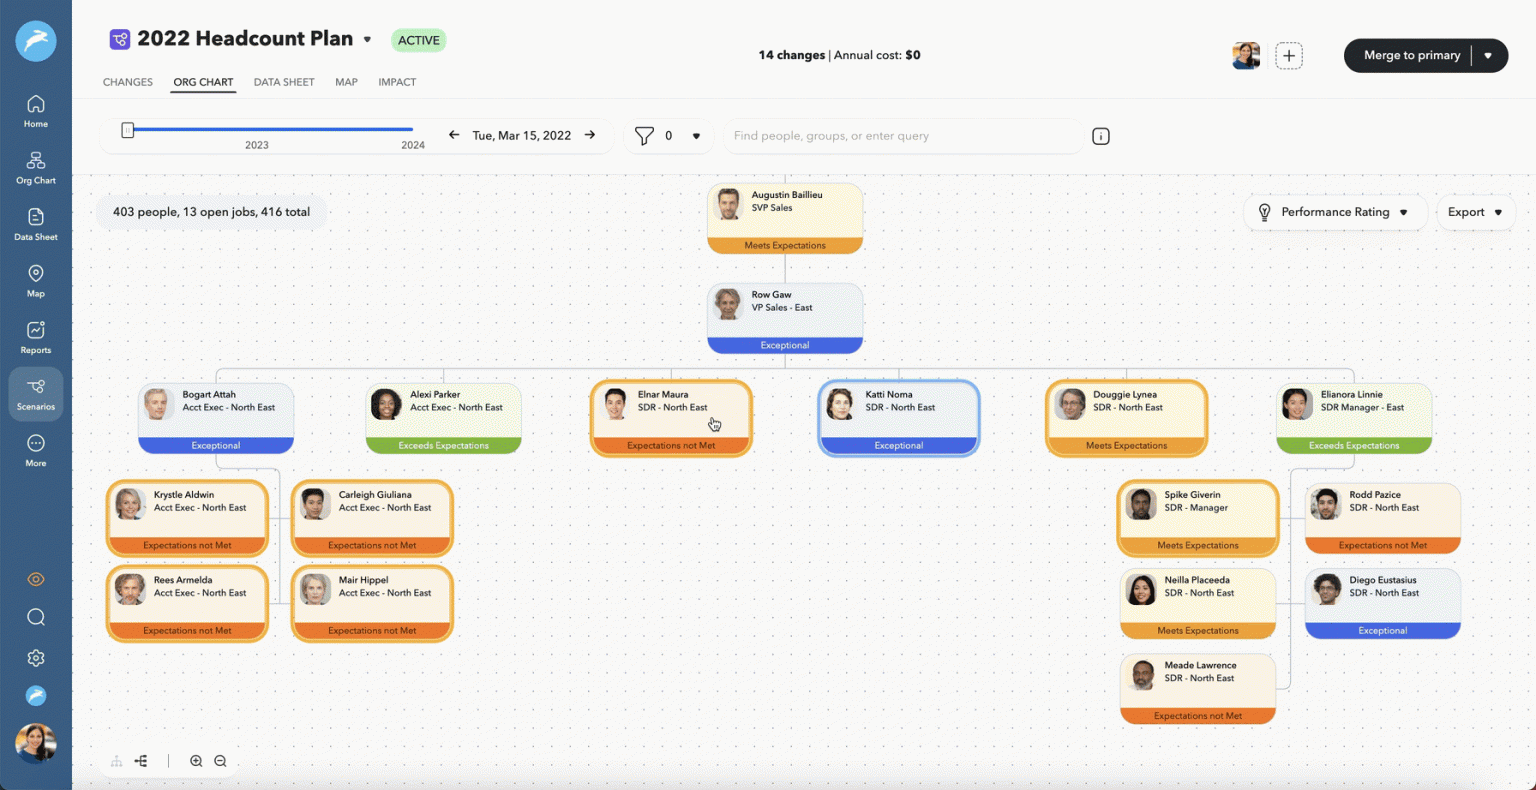 2022 Headcount Plan
ACTIVE
14 changes | Annual cost: $0
Merge to primary
CHANGES
ORG CHART
DATA SHEET
MAP
IMPACT
2023
2024
Tue, Mar 15, 2022
0
Find people, groups, or enter query
Home
Org Chart
Data Sheet
Map
Reports
Scenarios
More
403 people, 13 open jobs, 416 total
Performance Rating
Export
Augustin Baillieu
SVP Sales
Meets Expectations
Row Gaw
VP Sales - East
Exceptional
Bogart Attah
Acct Exec - North East
Exceptional
Alexi Parker
Acct Exec - North East
Exceeds Expectations
Elnar Maura
SDR - North East
Expectations not Met
Katti Noma
SDR - North East
Exceptional
Douggie Lynea
SDR - North East
Meets Expectations
Elianora Linnie
SDR Manager - East
Exceeds Expectations
Krystle Aldwin
Acct Exec - North East
Expectations not Met
Carleigh Giuliana
Acct Exec - North East
Expectations not Met
Spike Giverin
SDR - Manager
Meets Expectations
Rodd Pazice
SDR - North East
Expectations not Met
Rees Armelda
Acct Exec - North East
Expectations not Met
Mair Hippel
Acct Exec - North East
Expectations not Met
Neilla Placeeda
SDR - North East
Meets Expectations
Diego Eustasius
SDR - North East
Exceptional
Meade Lawrence
SDR - North East
Expectations not Met